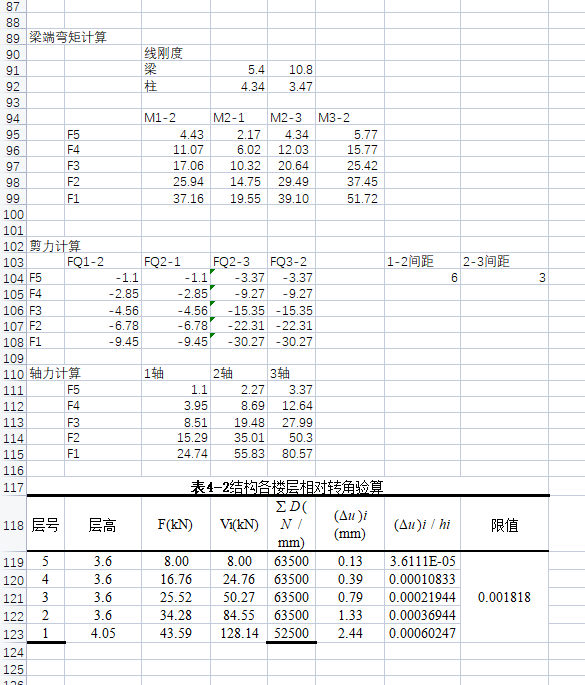 87
88
89 梁端弯矩计算
90 线刚度
91 梁 5.4 10.8
92 柱 4.34 3.47
93
94 M1-2 M2-1 M2-3 M3-2
95 F5 4.43 2.17 4.34 5.77
96 F4 11.07 6.02 12.03 15.77
97 F3 17.06 10.32 20.64 25.42
98 F2 25.94 14.75 29.49 37.45
99 F1 37.16 19.55 39.10 51.72
100
101
102 剪力计算
103 FQ1-2 FQ2-1 FQ2-3 FQ3-2 1-2间距 2-3间距
104 F5 -1.1 -1.1 -3.37 -3.37 6 3
105 F4 -2.85 -2.85 -9.27 -9.27
106 F3 -4.56 -4.56 -15.35 -15.35
107 F2 -6.78 -6.78 -22.31 -22.31
108 F1 -9.45 -9.45 -30.27 -30.27
109
110 轴力计算 1轴 2轴 3轴
111 F5 1.1 2.27 3.37
112 F4 3.95 8.69 12.64
113 F3 8.51 19.48 27.99
114 F2 15.29 35.01 50.3
115 F1 24.74 55.83 80.57
116
117 表4-2结构各楼层相对转角验算
118 层号 层高 F(kN) Vi(kN) ΣD(N/mm) (Δu)i (mm) (Δu)i / hi 限值
119 5 3.6 8.00 8.00 63500 0.13 3.6111E-05
120 4 3.6 16.76 24.76 63500 0.39 0.00010833
121 3 3.6 25.52 50.27 63500 0.79 0.00021944 0.001818
122 2 3.6 34.28 84.55 63500 1.33 0.00036944
123 1 4.05 43.59 128.14 52500 2.44 0.00060247
124
125